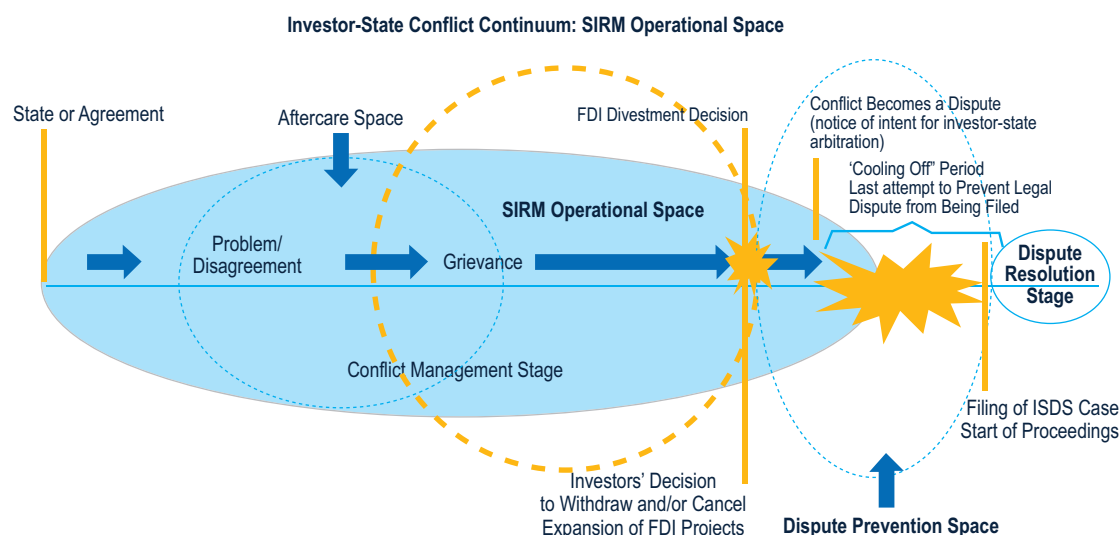 Investor-State Conflict Continuum: SIRM Operational Space
State or Agreement
Aftercare Space
FDI Divestment Decision
Conflict Becomes a Dispute
(notice of intent for investor-state
arbitration)
‘Cooling Off” Period
Last attempt to Prevent Legal
Dispute from Being Filed
SIRM Operational Space
Problem/
Disagreement
Grievance
Dispute
Resolution
Stage
Conflict Management Stage
Filing of ISDS Case
Start of Proceedings
Investors’ Decision
to Withdraw and/or Cancel
Expansion of FDI Projects
Dispute Prevention Space